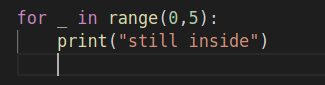 for _ in range(0,5):
    print("still inside")